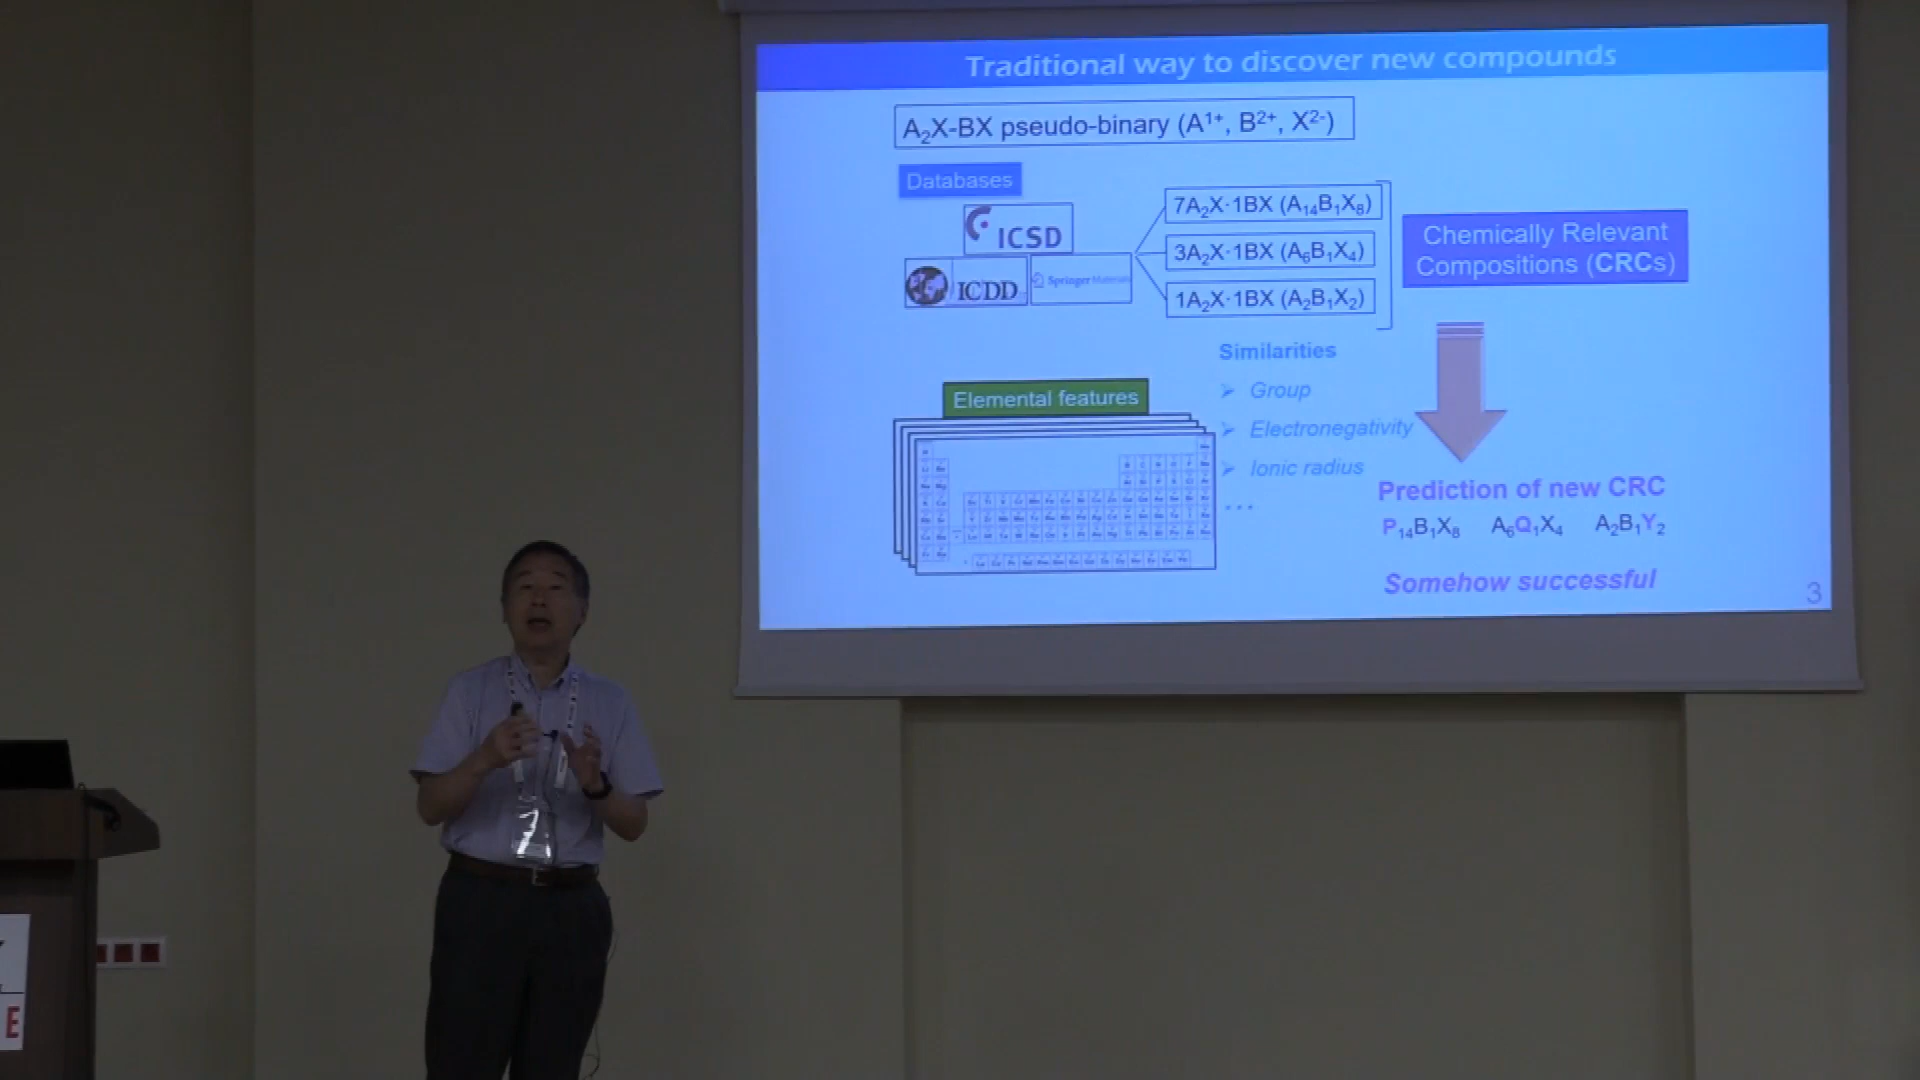 Traditional way to discover new compounds
A₂X-BX pseudo-binary (A¹⁺, B²⁺, X²⁻)
Databases
ICSD
ICDD
Springer Materials
7A₂X·1BX (A₁₄B₁X₈)
3A₂X·1BX (A₆B₁X₄)
1A₂X·1BX (A₂B₁X₂)
Chemically Relevant
Compositions (CRCs)
Similarities
➢ Group
➢ Electronegativity
➢ Ionic radius
...
Elemental features
Prediction of new CRC
P₁₄B₁X₈ A₆Q₁X₄ A₂B₁Y₂
Somehow successful
3
E